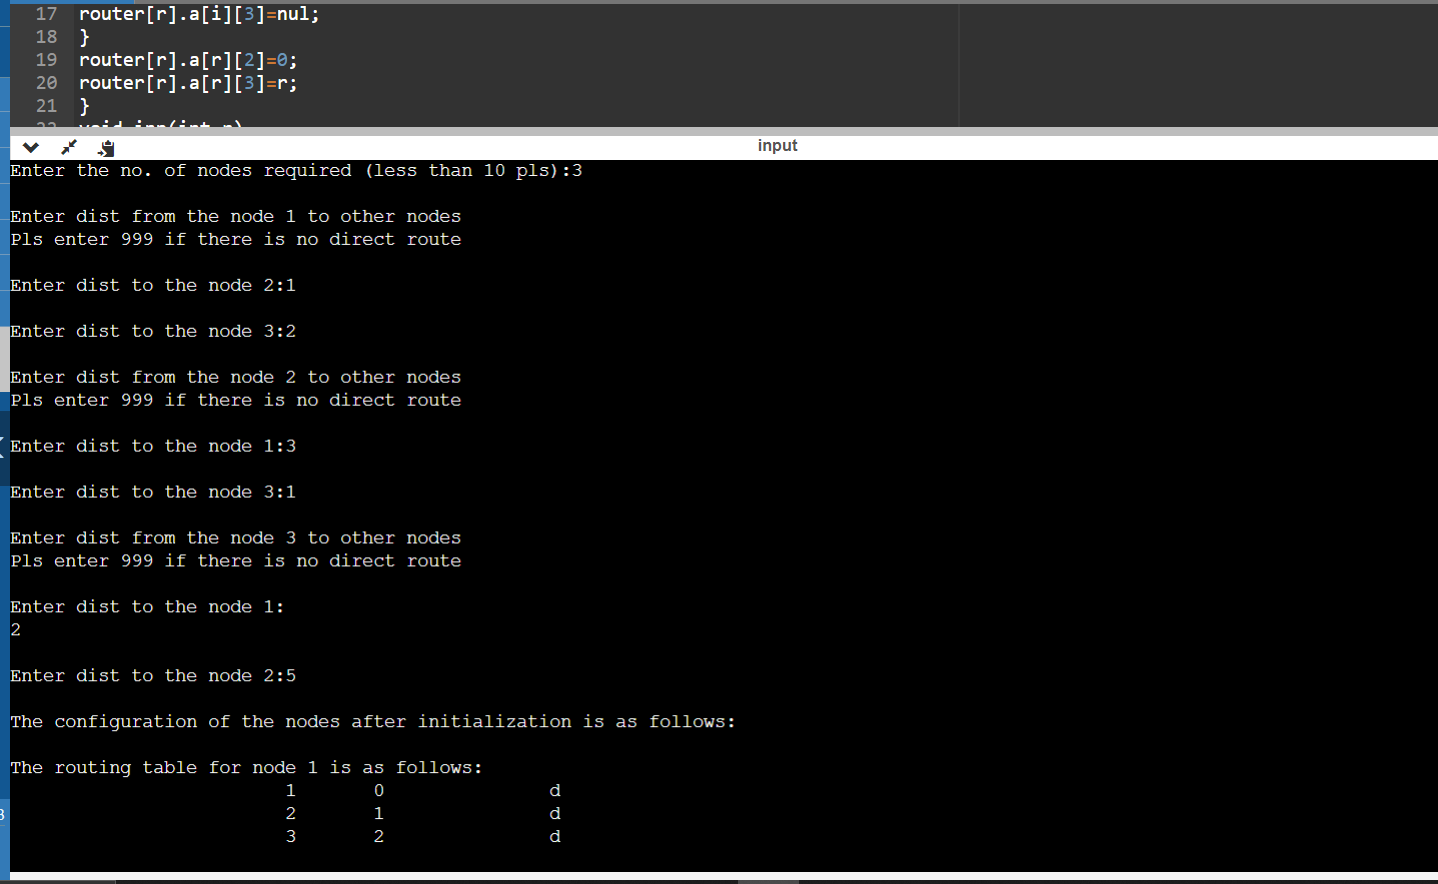 17 router[r].a[i][3]=nul;
18 }
19 router[r].a[r][2]=0;
20 router[r].a[r][3]=r;
21 }
input
Enter the no. of nodes required (less than 10 pls):3
Enter dist from the node 1 to other nodes
Pls enter 999 if there is no direct route
Enter dist to the node 2:1
Enter dist to the node 3:2
Enter dist from the node 2 to other nodes
Pls enter 999 if there is no direct route
Enter dist to the node 1:3
Enter dist to the node 3:1
Enter dist from the node 3 to other nodes
Pls enter 999 if there is no direct route
Enter dist to the node 1:
2
Enter dist to the node 2:5
The configuration of the nodes after initialization is as follows:
The routing table for node 1 is as follows:
1 0 d
2 1 d
3 2 d